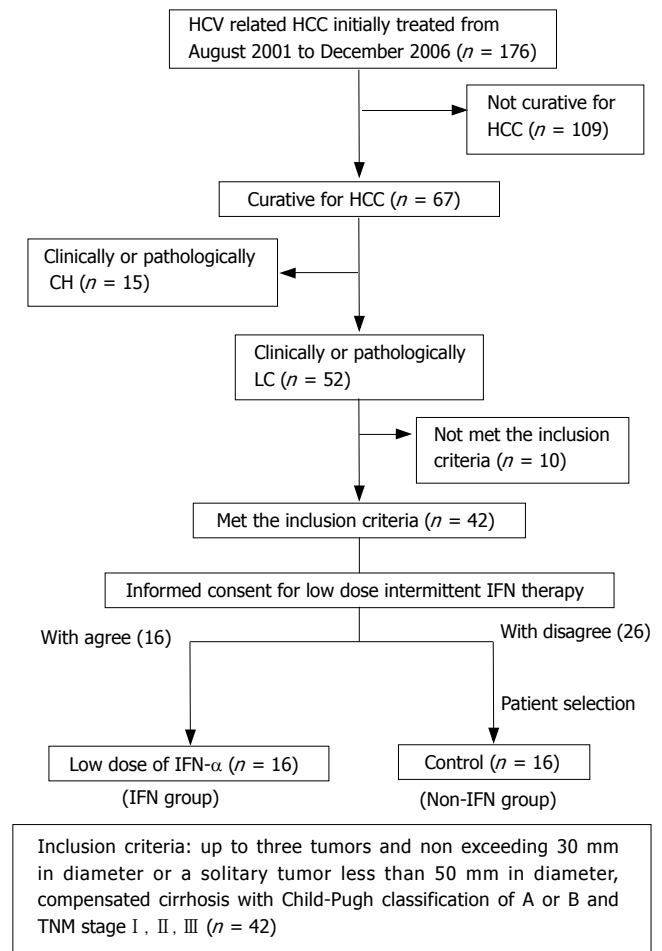 HCV related HCC initially treated from
August 2001 to December 2006 (n = 176)
Not curative for
HCC (n = 109)
Curative for HCC (n = 67)
Clinically or pathologically
CH (n = 15)
Clinically or pathologically
LC (n = 52)
Not met the inclusion
criteria (n = 10)
Met the inclusion criteria (n = 42)
Informed consent for low dose intermittent IFN therapy
With agree (16)
With disagree (26)
Patient selection
Low dose of IFN-α (n = 16)
Control (n = 16)
(IFN group)
(Non-IFN group)
Inclusion criteria: up to three tumors and non exceeding 30 mm
in diameter or a solitary tumor less than 50 mm in diameter,
compensated cirrhosis with Child-Pugh classification of A or B and
TNM stage Ⅰ, Ⅱ, Ⅲ (n = 42)